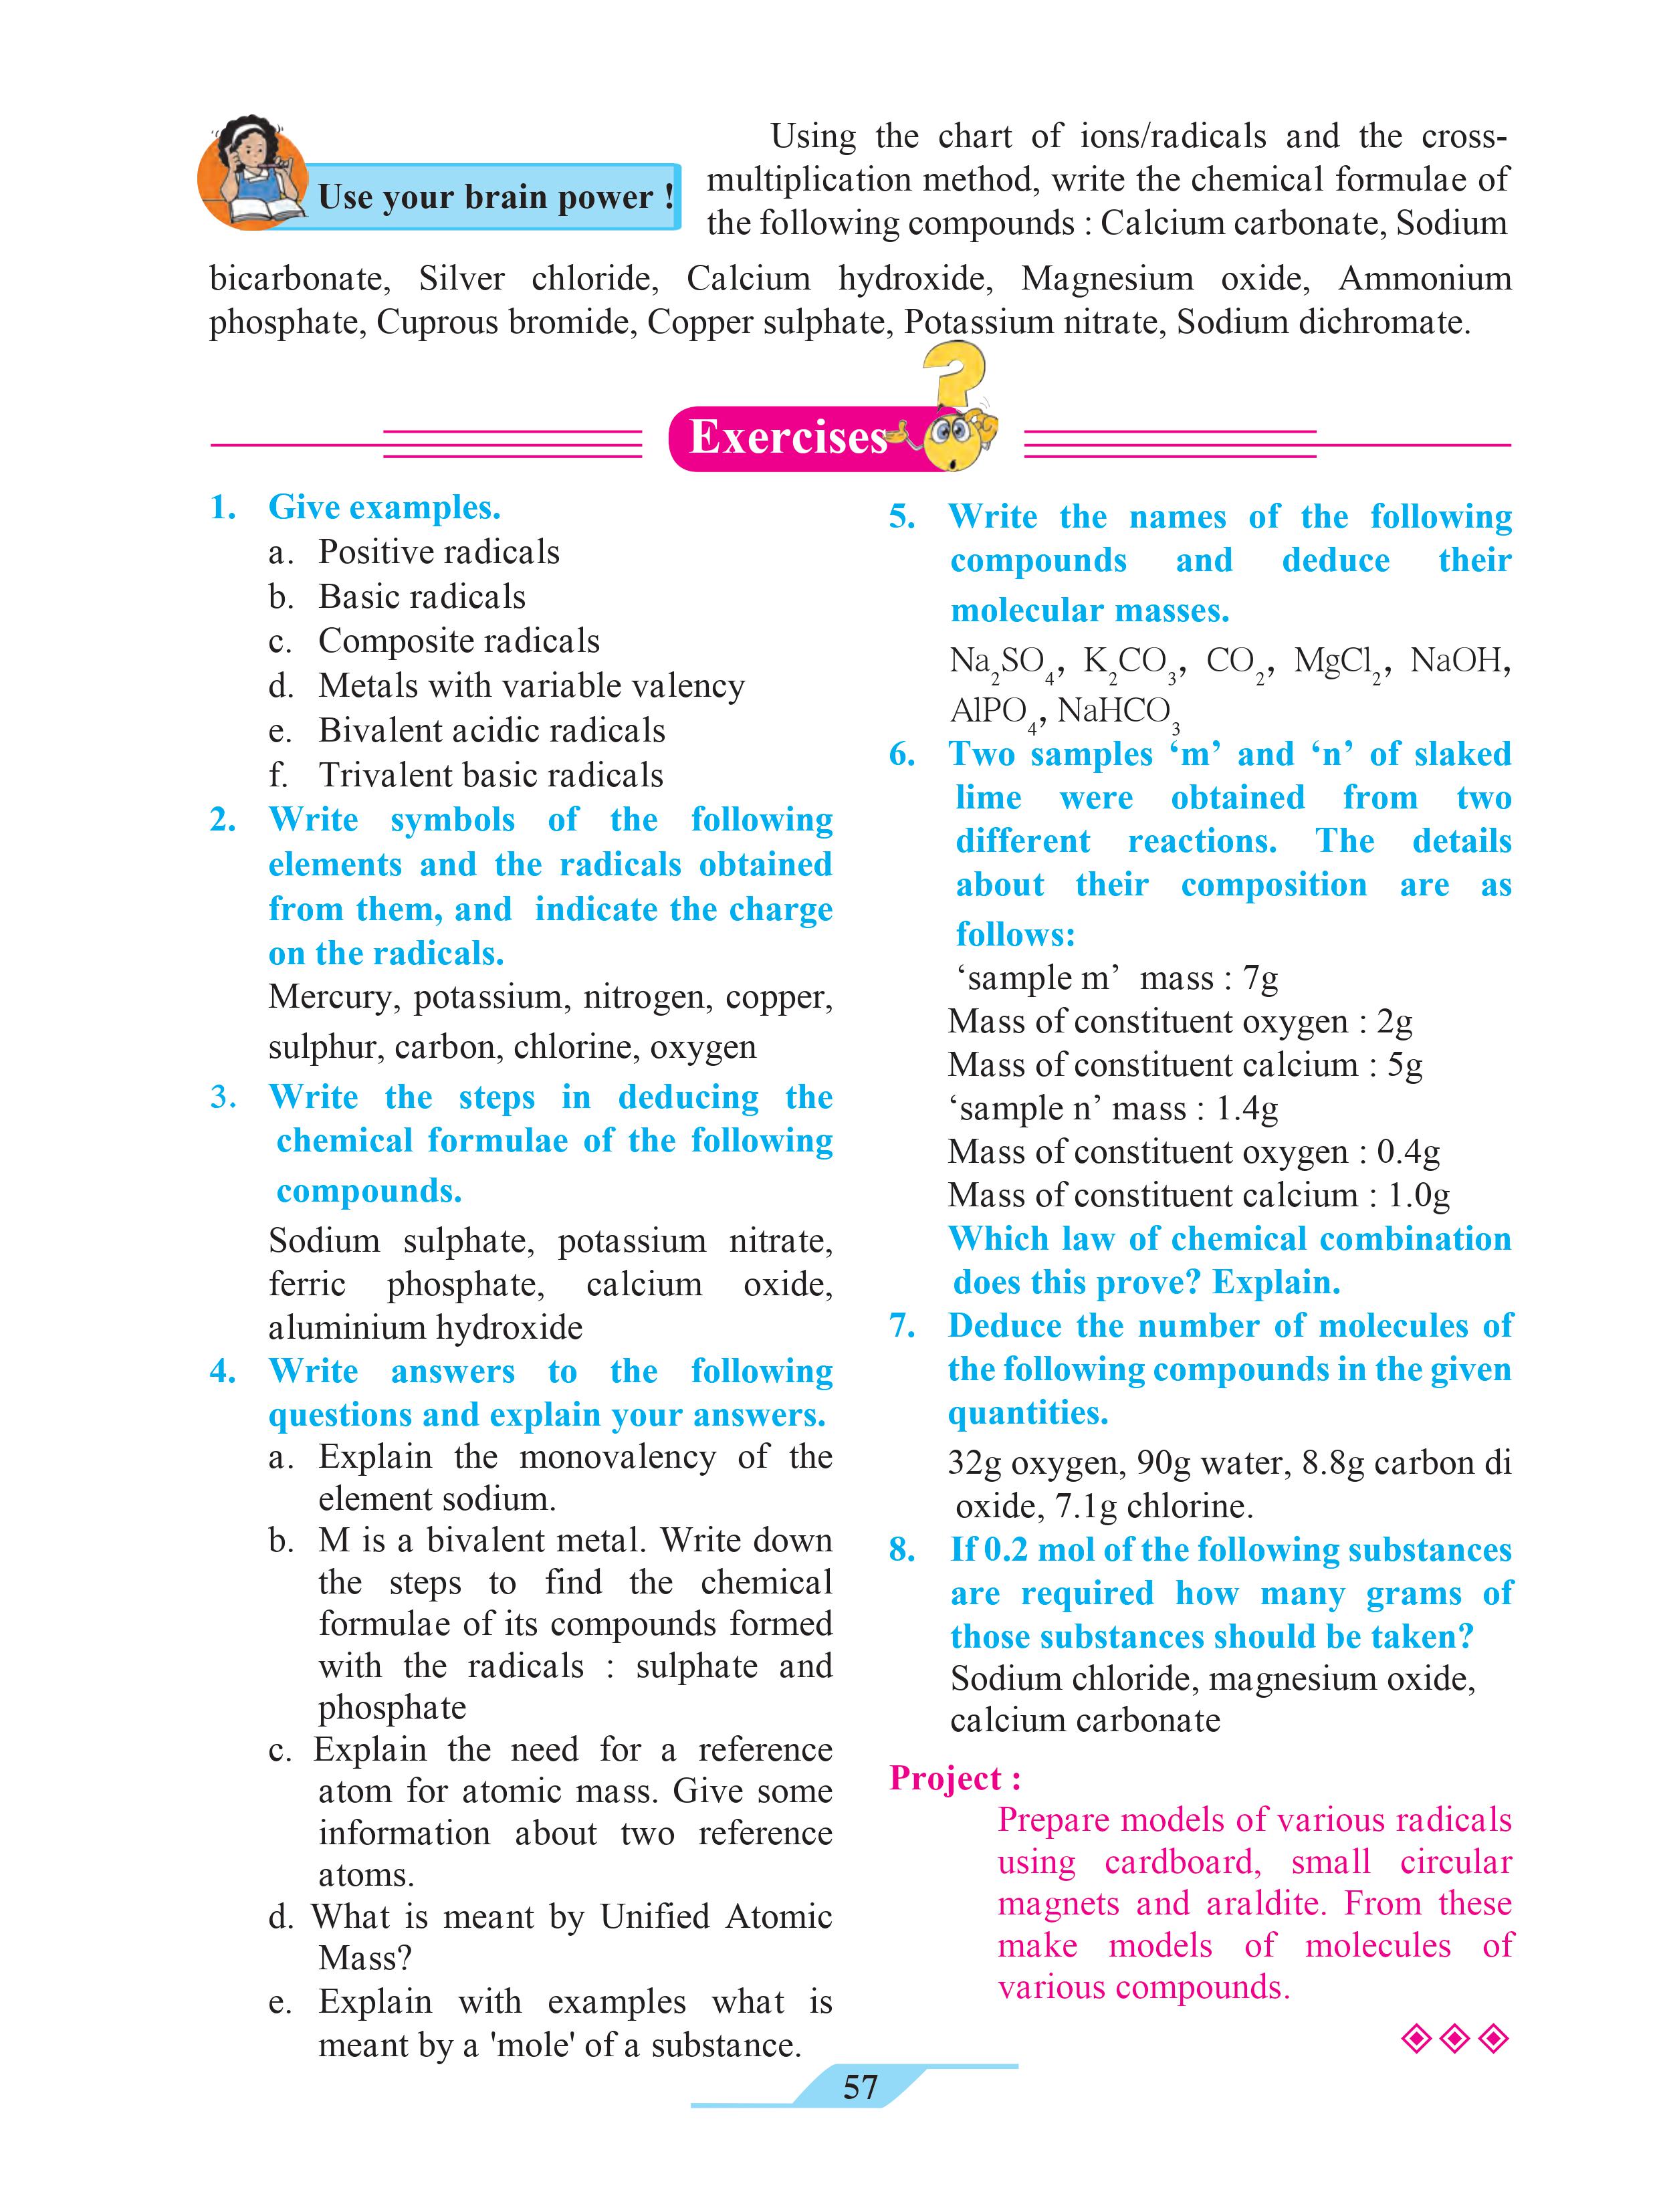 Use your brain power !
Using the chart of ions/radicals and the cross-
multiplication method, write the chemical formulae of
the following compounds : Calcium carbonate, Sodium
bicarbonate, Silver chloride, Calcium hydroxide, Magnesium oxide, Ammonium
phosphate, Cuprous bromide, Copper sulphate, Potassium nitrate, Sodium dichromate.
Exercises
1. Give examples.
a. Positive radicals
b. Basic radicals
c. Composite radicals
d. Metals with variable valency
e. Bivalent acidic radicals
f. Trivalent basic radicals
2. Write symbols of the following
elements and the radicals obtained
from them, and indicate the charge
on the radicals.
Mercury, potassium, nitrogen, copper,
sulphur, carbon, chlorine, oxygen
3. Write the steps in deducing the
chemical formulae of the following
compounds.
Sodium sulphate, potassium nitrate,
ferric phosphate, calcium oxide,
aluminium hydroxide
4. Write answers to the following
questions and explain your answers.
a. Explain the monovalency of the
element sodium.
b. M is a bivalent metal. Write down
the steps to find the chemical
formulae of its compounds formed
with the radicals : sulphate and
phosphate
c. Explain the need for a reference
atom for atomic mass. Give some
information about two reference
atoms.
d. What is meant by Unified Atomic
Mass?
e. Explain with examples what is
meant by a 'mole' of a substance.
5. Write the names of the following
compounds and deduce their
molecular masses.
Na₂SO₄, K₂CO₃, CO₂, MgCl₂, NaOH,
AlPO₄, NaHCO₃
6. Two samples ‘m’ and ‘n’ of slaked
lime were obtained from two
different reactions. The details
about their composition are as
follows:
‘sample m’ mass : 7g
Mass of constituent oxygen : 2g
Mass of constituent calcium : 5g
‘sample n’ mass : 1.4g
Mass of constituent oxygen : 0.4g
Mass of constituent calcium : 1.0g
Which law of chemical combination
does this prove? Explain.
7. Deduce the number of molecules of
the following compounds in the given
quantities.
32g oxygen, 90g water, 8.8g carbon di
oxide, 7.1g chlorine.
8. If 0.2 mol of the following substances
are required how many grams of
those substances should be taken?
Sodium chloride, magnesium oxide,
calcium carbonate
Project :
Prepare models of various radicals
using cardboard, small circular
magnets and araldite. From these
make models of molecules of
various compounds.
57